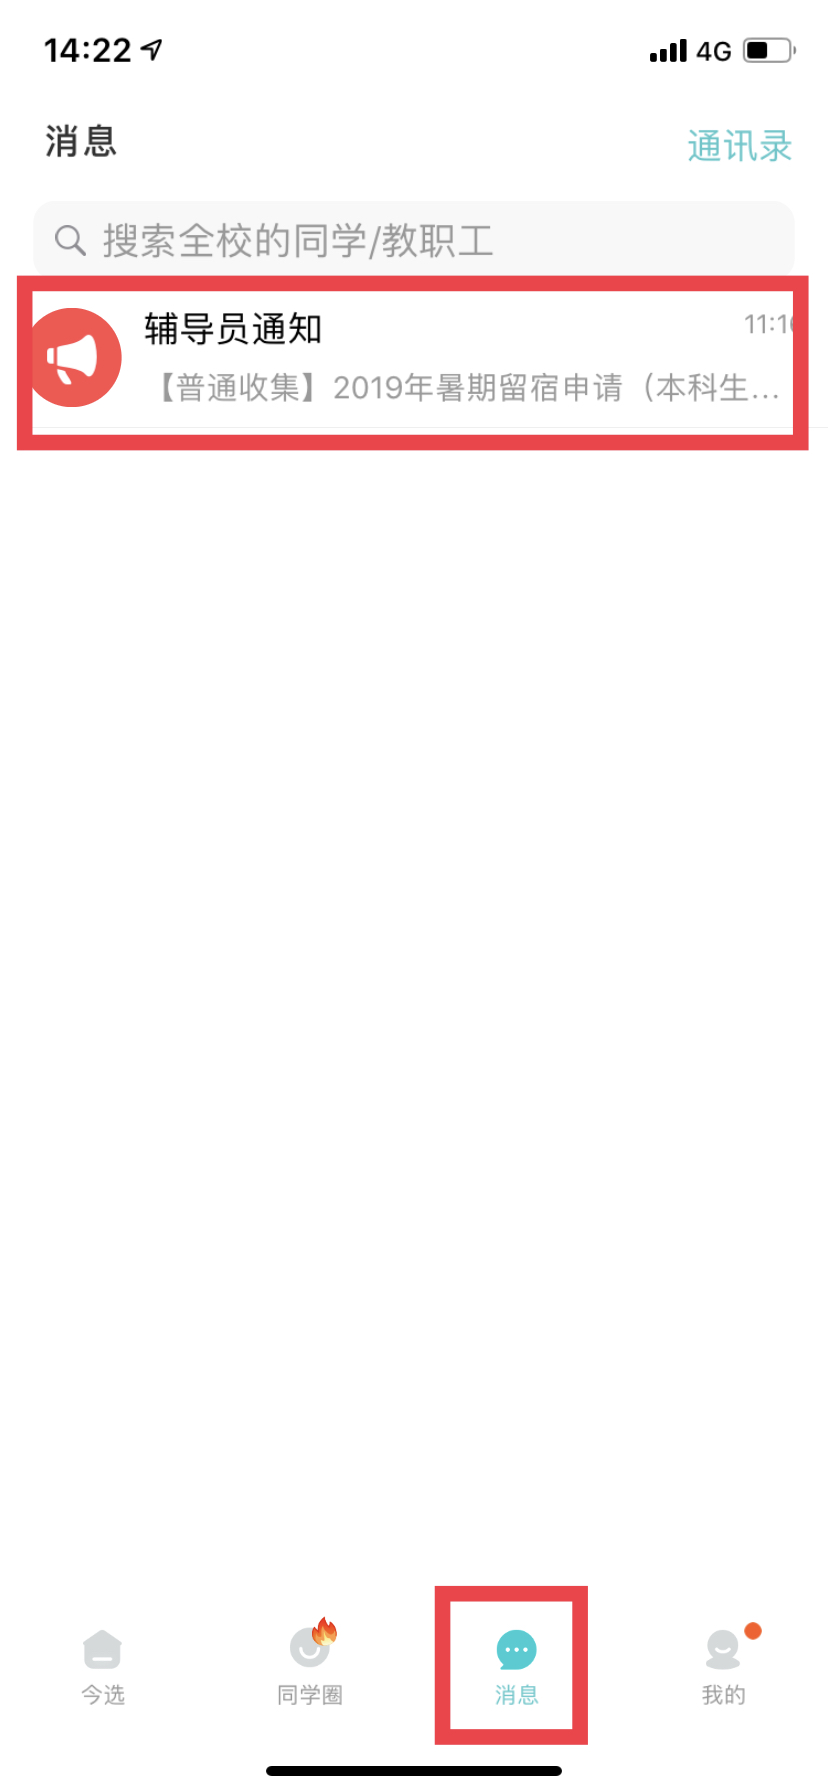 14:22
4G
消息
通讯录
搜索全校的同学/教职工
辅导员通知
11:16
【普通收集】2019年暑期留宿申请（本科生...
今选
同学圈
消息
我的